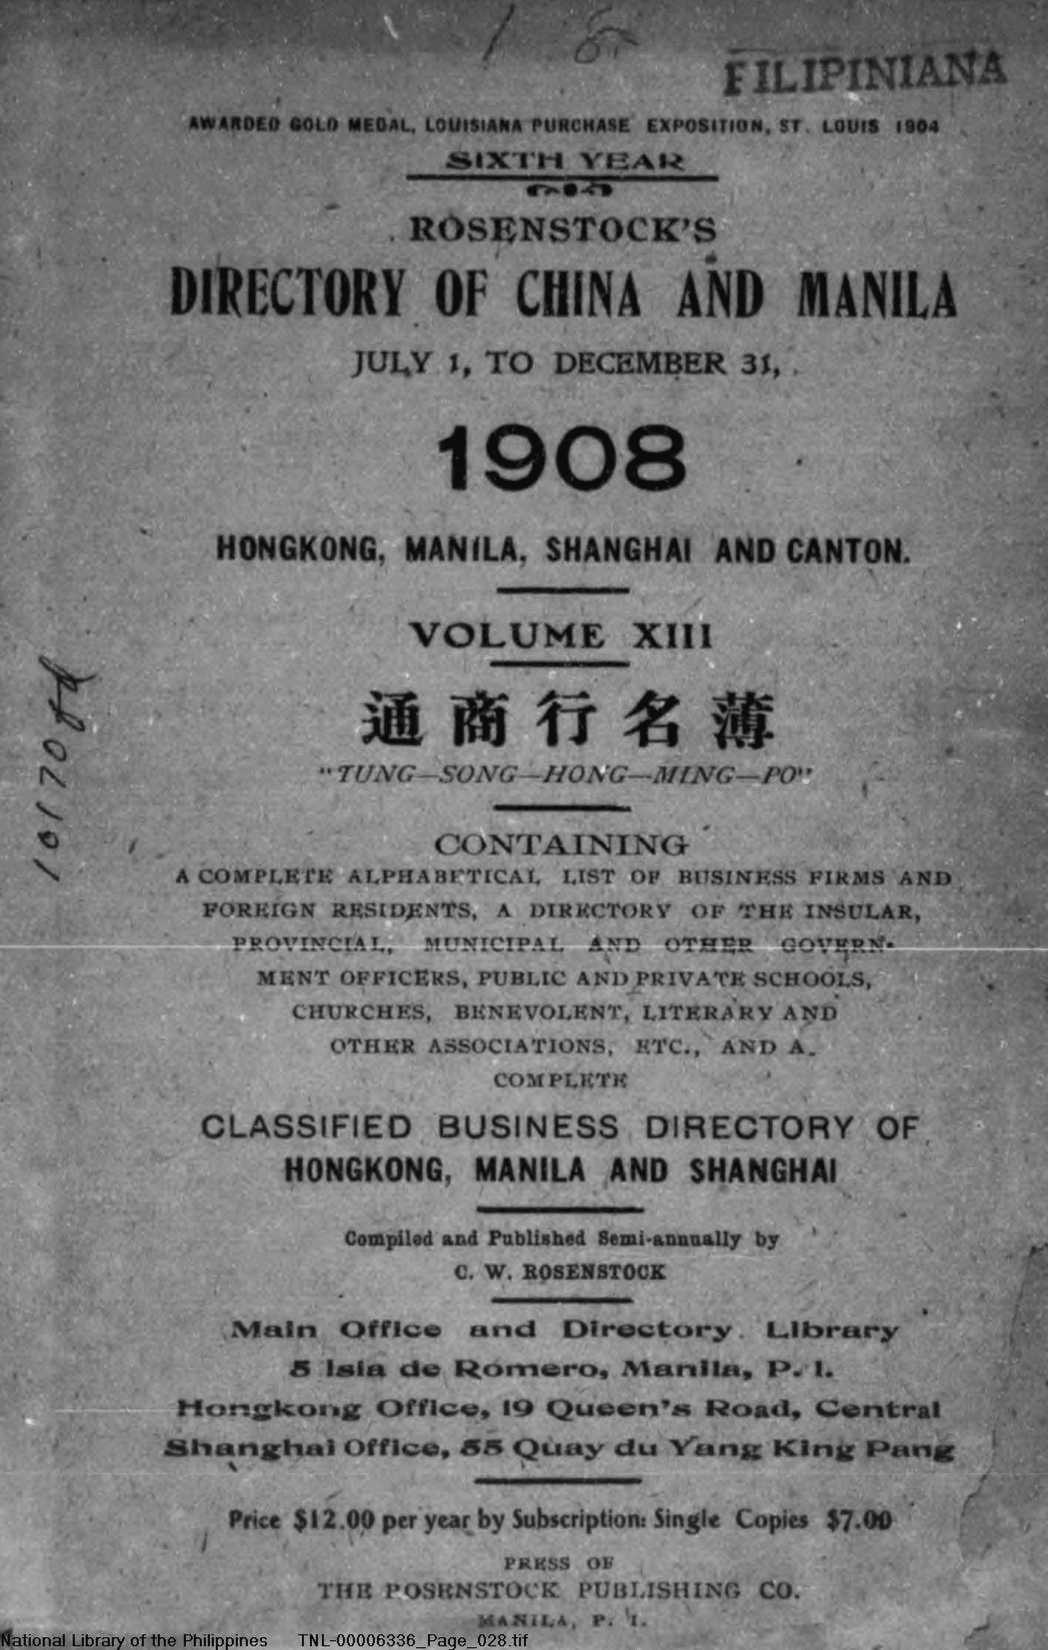 1 5
FILIPINIANA
AWARDED GOLD MEDAL, LOUISIANA PURCHASE EXPOSITION, ST. LOUIS 1904
SIXTH YEAR
ROSENSTOCK'S
DIRECTORY OF CHINA AND MANILA
JULY 1, TO DECEMBER 31,
1908
HONGKONG, MANILA, SHANGHAI AND CANTON.
VOLUME XIII
通商行名薄
"TUNG—SONG—HONG—MING—PO"
CONTAINING
A COMPLETE ALPHABETICAL LIST OF BUSINESS FIRMS AND
FOREIGN RESIDENTS, A DIRECTORY OF THE INSULAR,
PROVINCIAL, MUNICIPAL AND OTHER GOVERN-
MENT OFFICERS, PUBLIC AND PRIVATE SCHOOLS,
CHURCHES, BENEVOLENT, LITERARY AND
OTHER ASSOCIATIONS, ETC., AND A
COMPLETE
CLASSIFIED BUSINESS DIRECTORY OF
HONGKONG, MANILA AND SHANGHAI
Compiled and Published Semi-annually by
C. W. ROSENSTOCK
Main Office and Directory Library
5 Isla de Romero, Manila, P. I.
Hongkong Office, 19 Queen's Road, Central
Shanghai Office, 55 Quay du Yang King Pang
Price $12.00 per year by Subscription: Single Copies $7.00
PRESS OF
THE ROSENSTOCK PUBLISHING CO.
MANILA, P. I.
National Library of the Philippines TNL-00006336_Page_028.tif